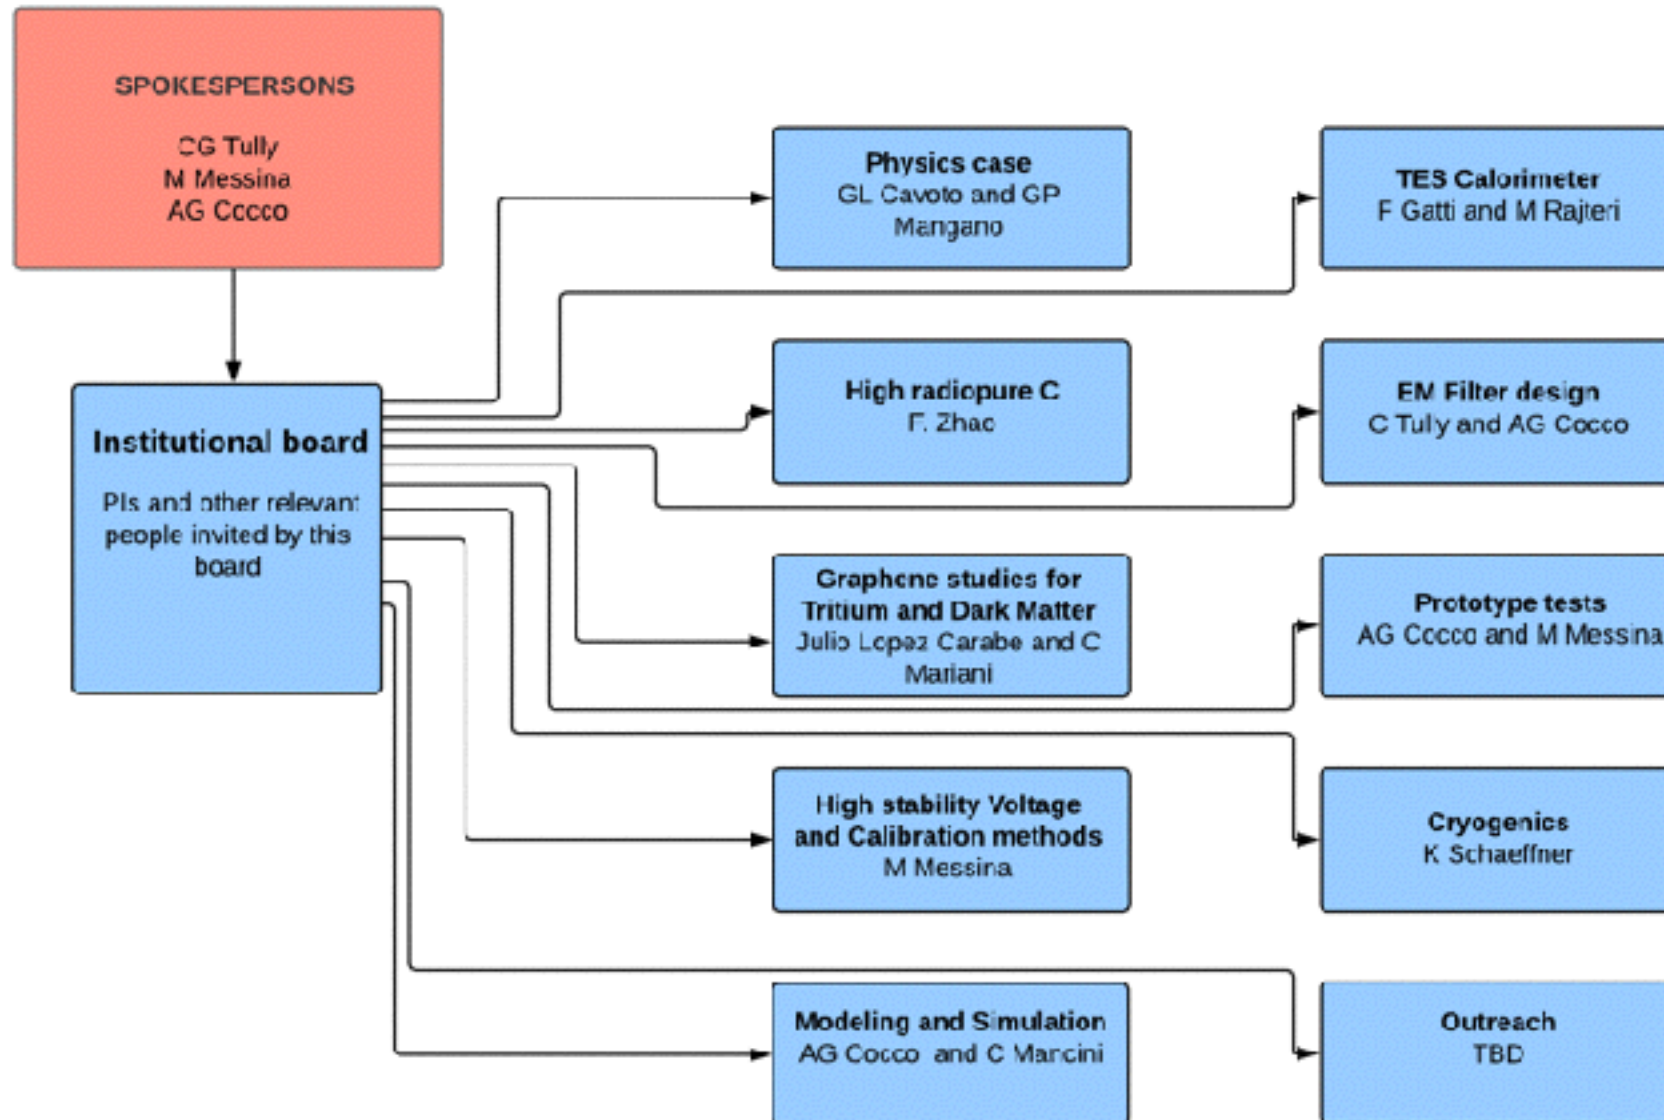 SPOKESPERSONS
CG Tully
M Messina
AG Cocco
Institutional board
PIs and other relevant
people invited by this
board
Physics case
GL Cavoto and GP
Mangano
High radiopure C
F. Zhao
Graphene studies for
Tritium and Dark Matter
Julio Lopez Carabe and C
Mariani
High stability Voltage
and Calibration methods
M Messina
Modeling and Simulation
AG Cocco and C Mancini
TES Calorimeter
F Gatti and M Rajteri
EM Filter design
C Tully and AG Cocco
Prototype tests
AG Cocco and M Messina
Cryogenics
K Schaeffner
Outreach
TBD